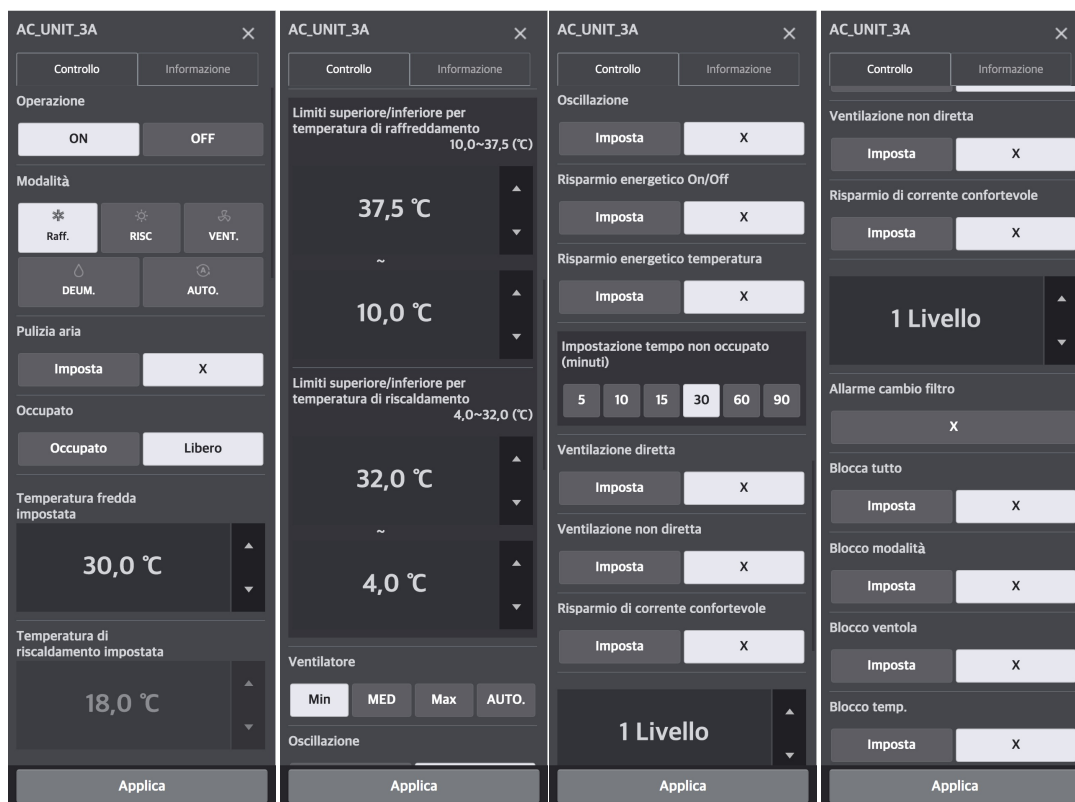 AC_UNIT_3A
Controllo Informazione
Operazione
ON OFF
Modalità
Raff. RISC VENT.
DEUM. AUTO.
Pulizia aria
Imposta X
Occupato
Occupato Libero
Temperatura fredda
impostata
30,0 ℃
Temperatura di
riscaldamento impostata
18,0 ℃
Applica
AC_UNIT_3A
Controllo Informazione
Limiti superiore/inferiore per
temperatura di raffreddamento
10,0~37,5 (℃)
37,5 ℃
~
10,0 ℃
Limiti superiore/inferiore per
temperatura di riscaldamento
4,0~32,0 (℃)
32,0 ℃
~
4,0 ℃
Ventilatore
Min MED Max AUTO.
Oscillazione
Applica
AC_UNIT_3A
Controllo Informazione
Oscillazione
Imposta X
Risparmio energetico On/Off
Imposta X
Risparmio energetico temperatura
Imposta X
Impostazione tempo non occupato
(minuti)
5 10 15 30 60 90
Ventilazione diretta
Imposta X
Ventilazione non diretta
Imposta X
Risparmio di corrente confortevole
Imposta X
1 Livello
Applica
AC_UNIT_3A
Controllo Informazione
Ventilazione non diretta
Imposta X
Risparmio di corrente confortevole
Imposta X
1 Livello
Allarme cambio filtro
X
Blocca tutto
Imposta X
Blocco modalità
Imposta X
Blocco ventola
Imposta X
Blocco temp.
Imposta X
Applica